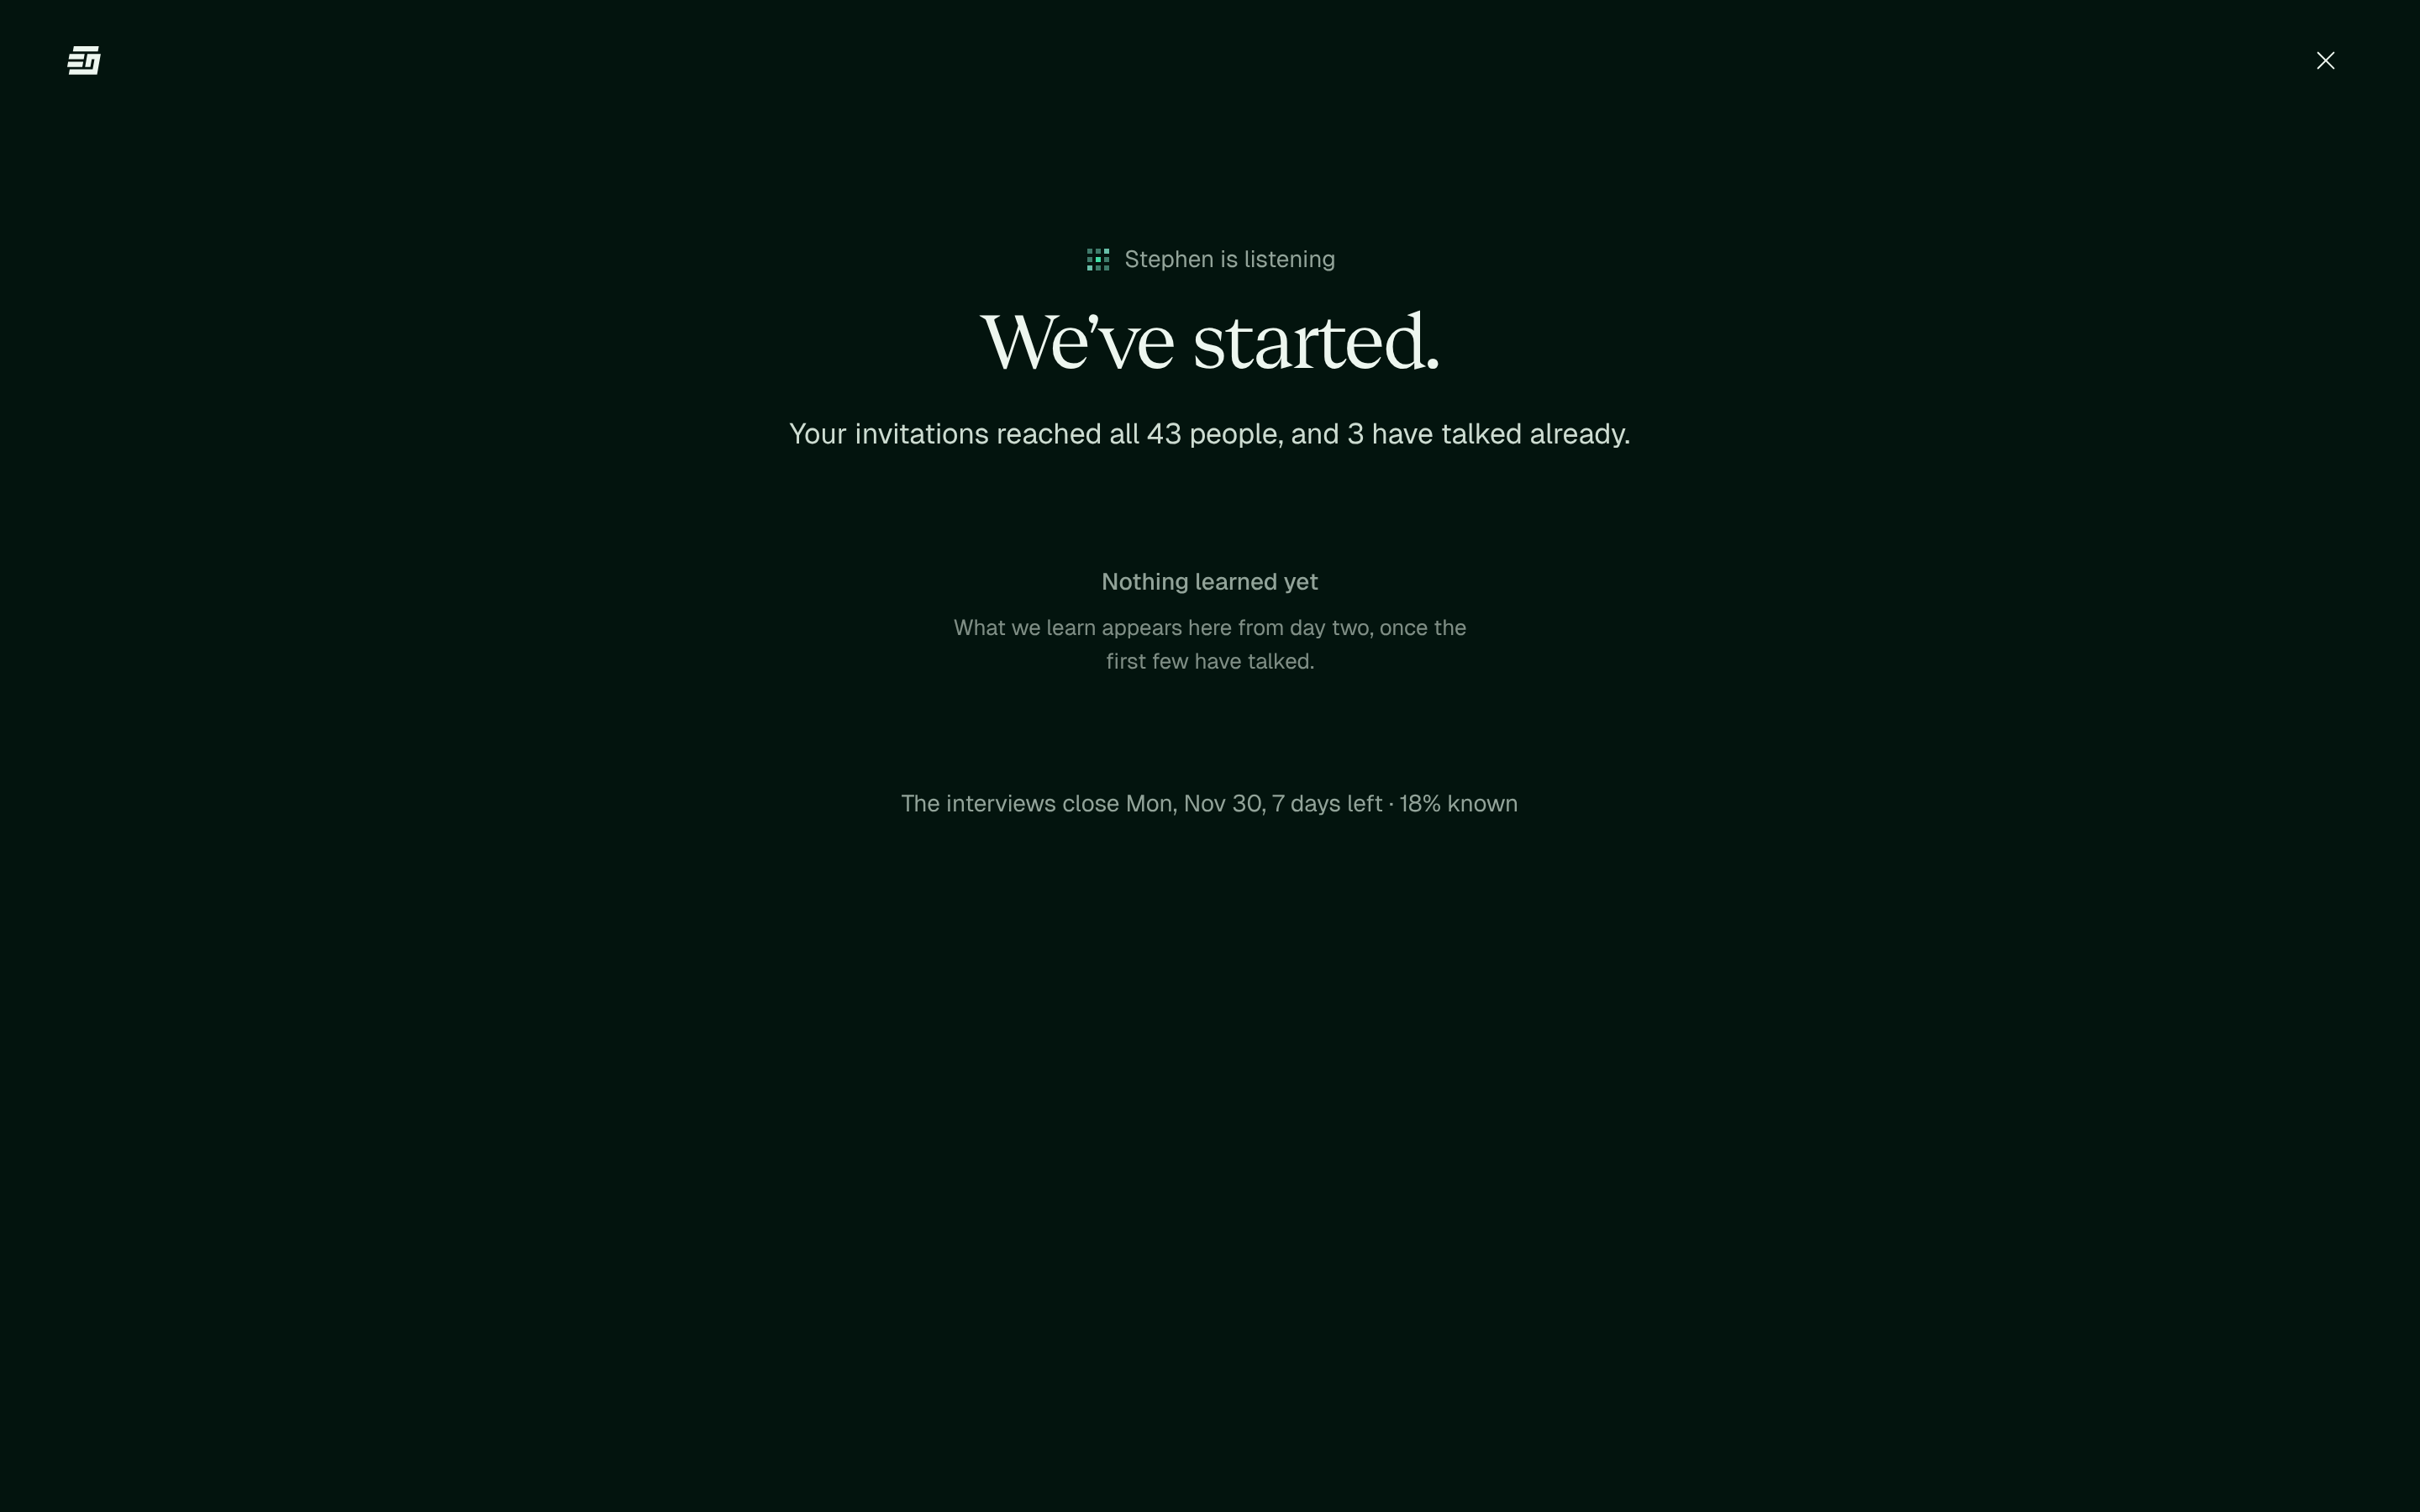 Stephen is listening
We’ve started.
Your invitations reached all 43 people, and 3 have talked already.
Nothing learned yet
What we learn appears here from day two, once the
first few have talked.
The interviews close Mon, Nov 30, 7 days left · 18% known